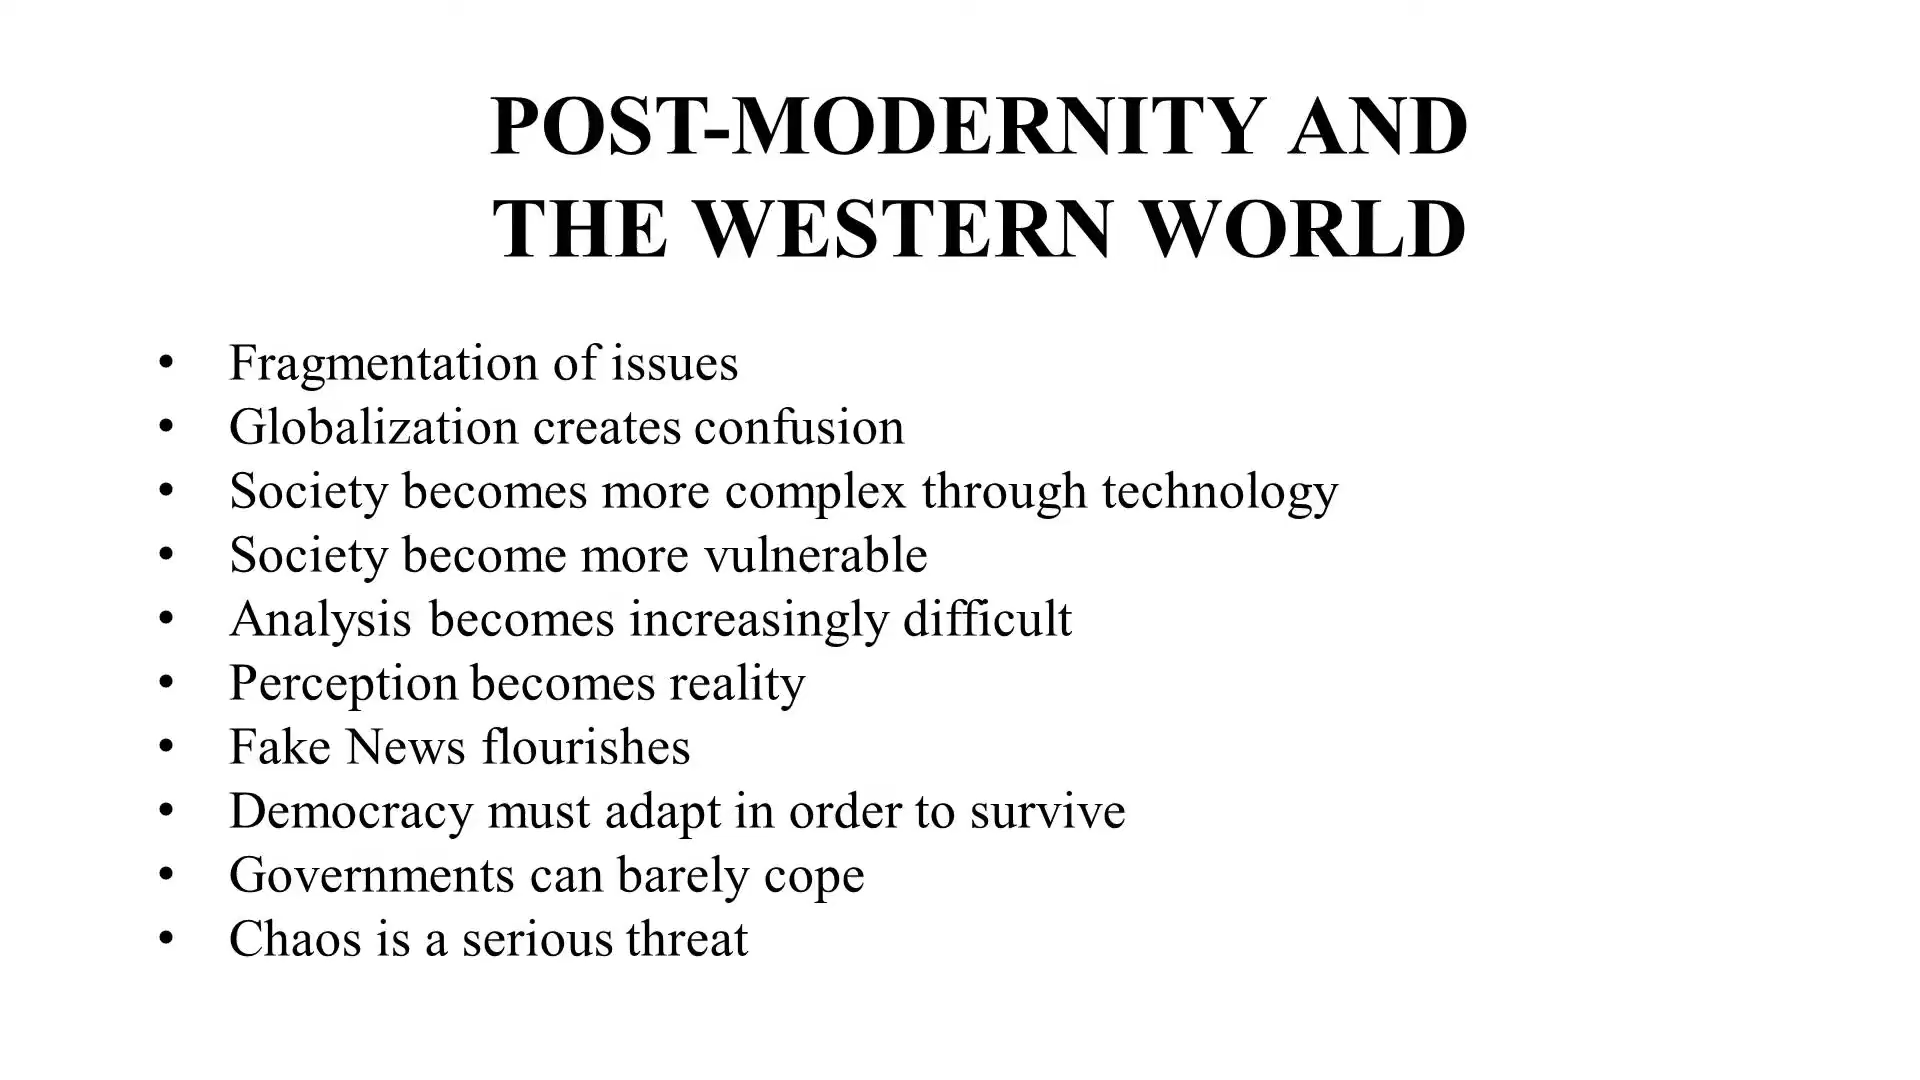 POST-MODERNITY AND
THE WESTERN WORLD
• Fragmentation of issues
• Globalization creates confusion
• Society becomes more complex through technology
• Society become more vulnerable
• Analysis becomes increasingly difficult
• Perception becomes reality
• Fake News flourishes
• Democracy must adapt in order to survive
• Governments can barely cope
• Chaos is a serious threat